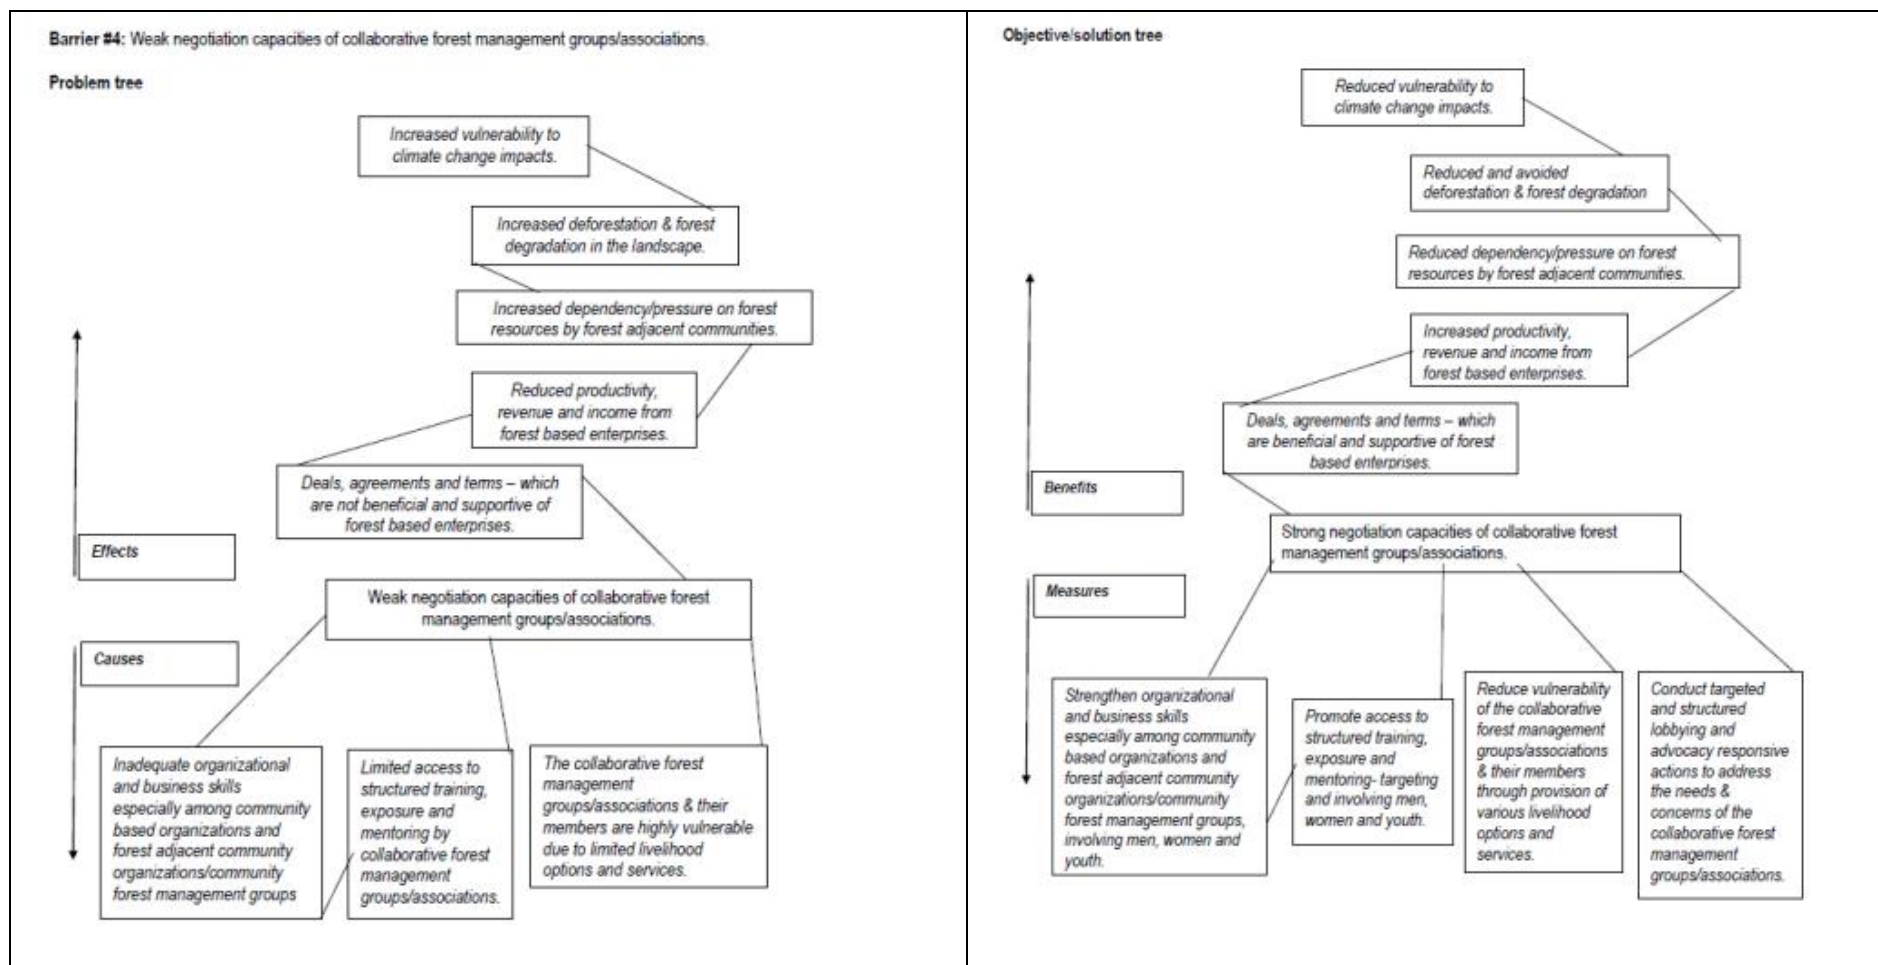 Barrier #4: Weak negotiation capacities of collaborative forest management groups/associations.
Problem tree
Increased vulnerability to
climate change impacts.
Increased deforestation & forest
degradation in the landscape.
Increased dependency/pressure on forest
resources by forest adjacent communities.
Reduced productivity,
revenue and income from
forest based enterprises.
Deals, agreements and terms – which
are not beneficial and supportive of
forest based enterprises.
Effects
Weak negotiation capacities of collaborative forest
management groups/associations.
Causes
Inadequate organizational
and business skills
especially among community
based organizations and
forest adjacent community
organizations/community
forest management groups
Limited access to
structured training,
exposure and
mentoring by
collaborative forest
management
groups/associations.
The collaborative forest
management
groups/associations & their
members are highly vulnerable
due to limited livelihood
options and services.
Objective/solution tree
Reduced vulnerability to
climate change impacts.
Reduced and avoided
deforestation & forest degradation
Reduced dependency/pressure on forest
resources by forest adjacent communities.
Increased productivity,
revenue and income from
forest based enterprises.
Deals, agreements and terms – which
are beneficial and supportive of forest
based enterprises.
Benefits
Strong negotiation capacities of collaborative forest
management groups/associations.
Measures
Strengthen organizational
and business skills
especially among community
based organizations and
forest adjacent community
organizations/community
forest management groups,
involving men, women and
youth.
Promote access to
structured training,
exposure and
mentoring- targeting
and involving men,
women and youth.
Reduce vulnerability
of the collaborative
forest management
groups/associations
& their members
through provision of
various livelihood
options and
services.
Conduct targeted
and structured
lobbying and
advocacy responsive
actions to address
the needs &
concerns of the
collaborative forest
management
groups/associations.